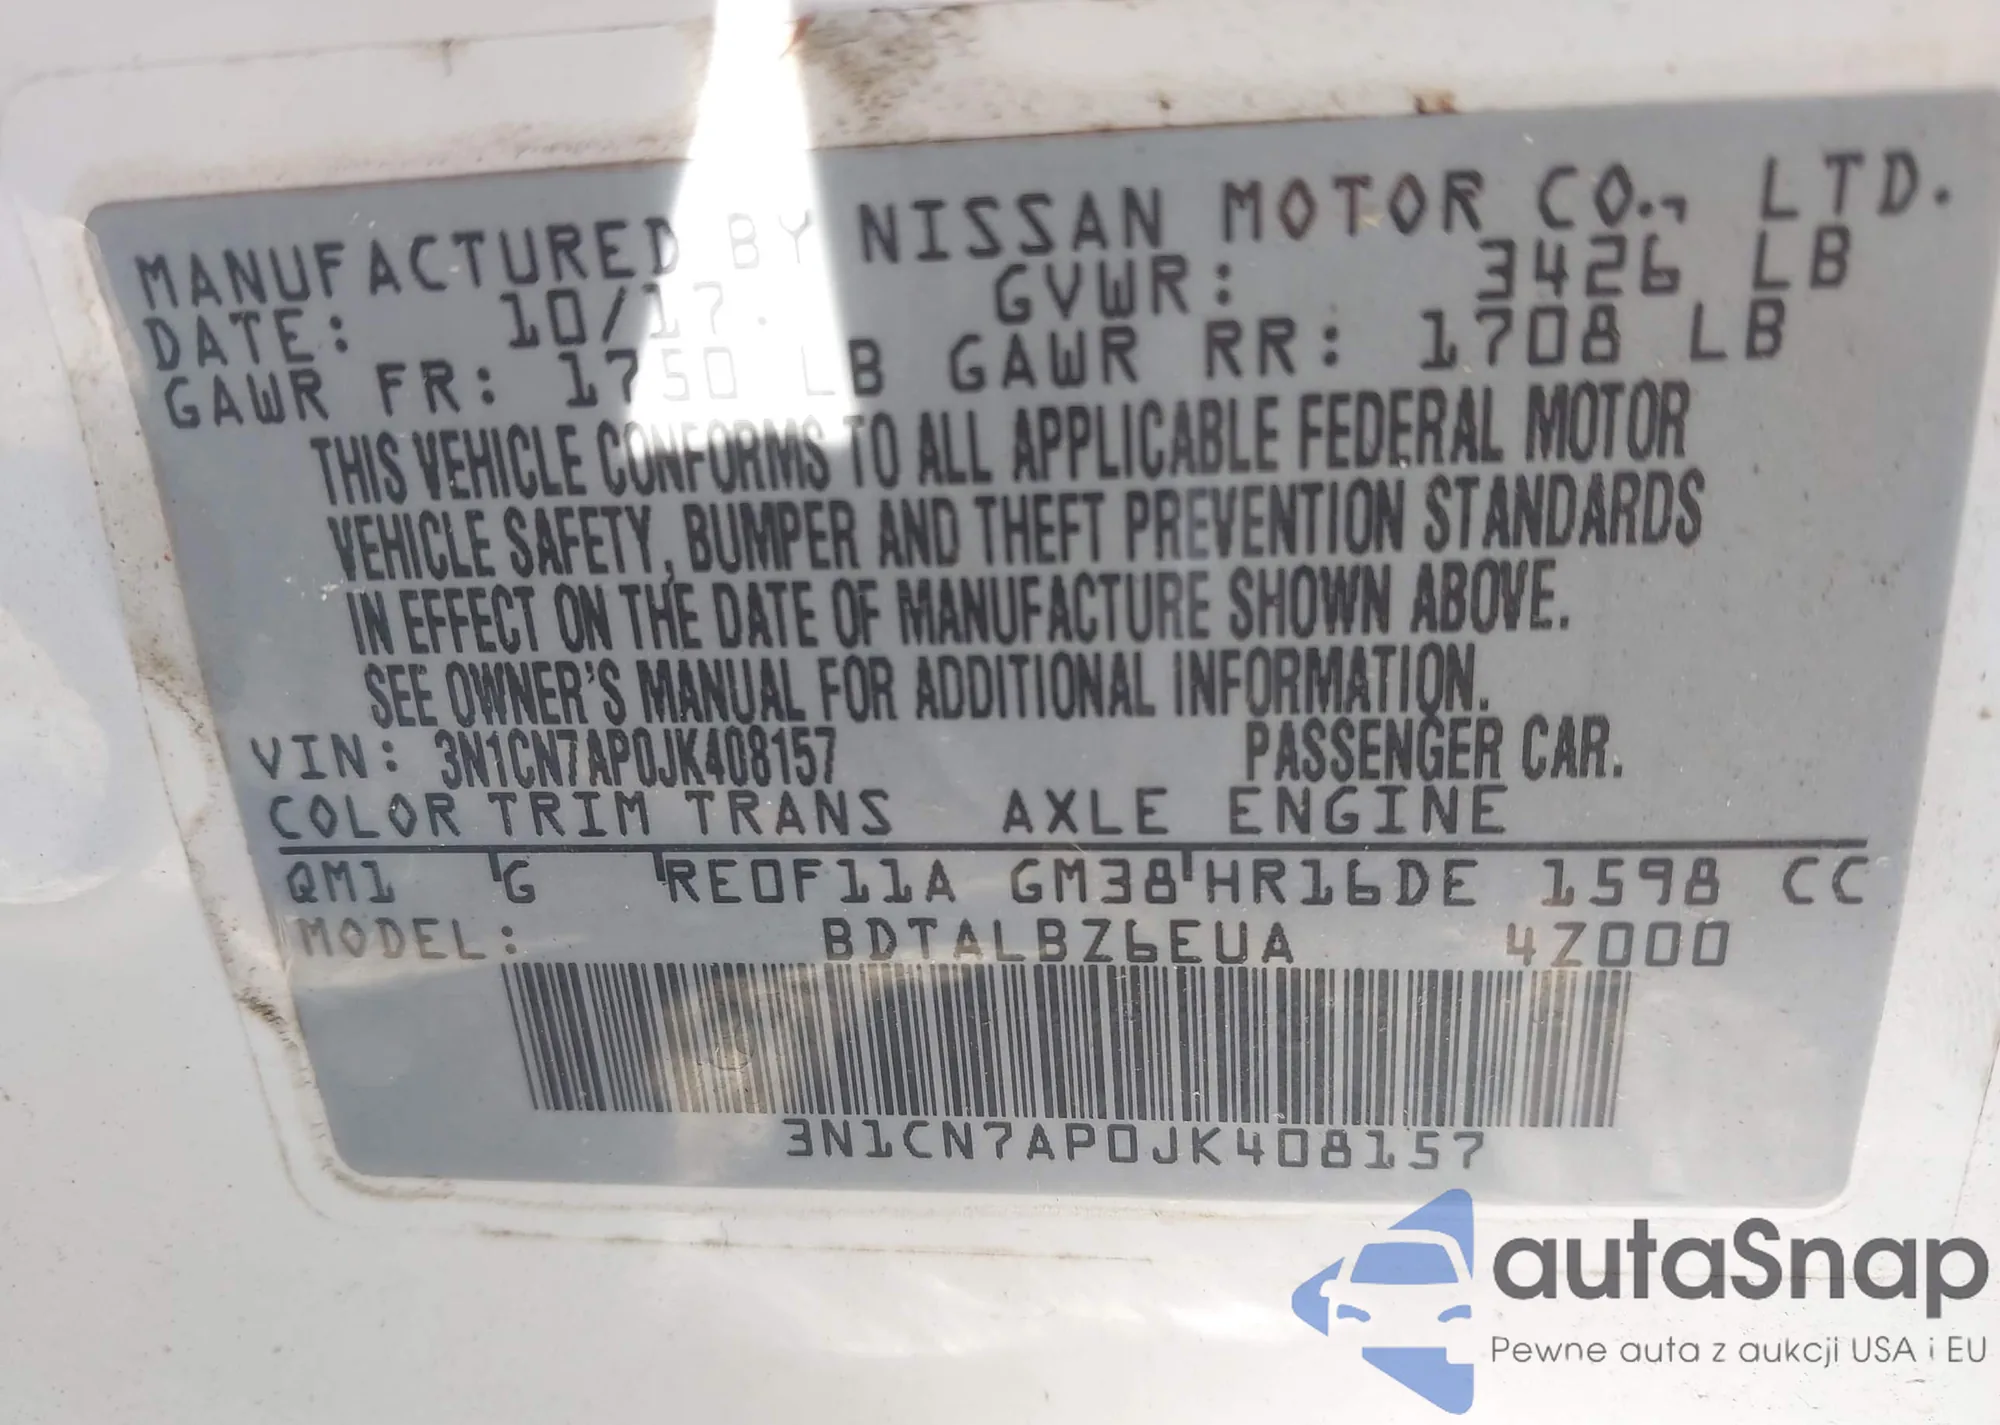 MANUFACTURED BY NISSAN MOTOR CO., LTD.
DATE: 10/17. GVWR: 3426 LB
GAWR FR: 1750 LB GAWR RR: 1708 LB
THIS VEHICLE CONFORMS TO ALL APPLICABLE FEDERAL MOTOR
VEHICLE SAFETY, BUMPER AND THEFT PREVENTION STANDARDS
IN EFFECT ON THE DATE OF MANUFACTURE SHOWN ABOVE.
SEE OWNER'S MANUAL FOR ADDITIONAL INFORMATION.
VIN: 3N1CN7AP0JK408157 PASSENGER CAR.
COLOR TRIM TRANS AXLE ENGINE
QM1 G RE0F11A GM38 HR16DE 1598 CC
MODEL: BDTALBZ6EUA 4Z000
3N1CN7AP0JK408157
autaSnap
Pewne auta z aukcji USA i EU